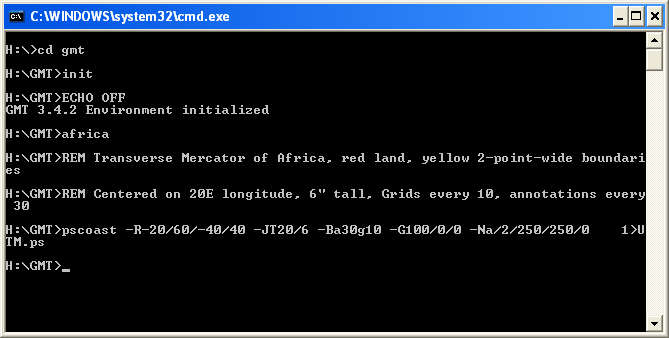 C:\WINDOWS\system32\cmd.exe
H:\>cd gmt
H:\GMT>init
H:\GMT>ECHO OFF
GMT 3.4.2 Environment initialized
H:\GMT>africa
H:\GMT>REM Transverse Mercator of Africa, red land, yellow 2-point-wide boundari
es
H:\GMT>REM Centered on 20E longitude, 6" tall, Grids every 10, annotations every
 30
H:\GMT>pscoast -R-20/60/-40/40 -JT20/6 -Ba30g10 -G100/0/0 -Na/2/250/250/0    1>U
TM.ps
H:\GMT>_